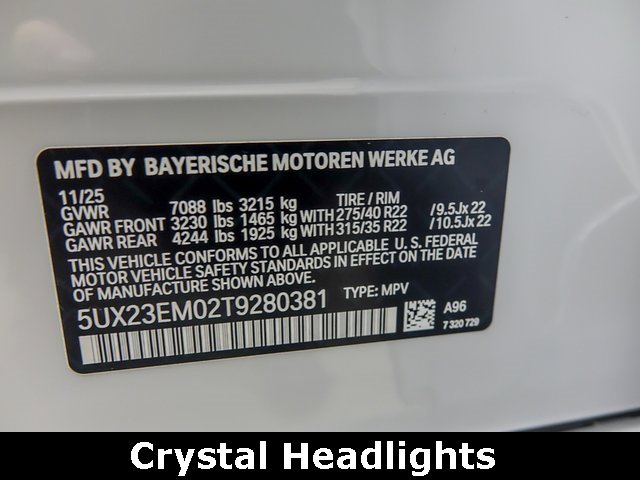 MFD BY BAYERISCHE MOTOREN WERKE AG
11/25
GVWR 7088 lbs 3215 kg TIRE / RIM
GAWR FRONT 3230 lbs 1465 kg WITH 275/40 R22 /9.5Jx22
GAWR REAR 4244 lbs 1925 kg WITH 315/35 R22 /10.5Jx22
THIS VEHICLE CONFORMS TO ALL APPLICABLE U. S. FEDERAL
MOTOR VEHICLE SAFETY STANDARDS IN EFFECT ON THE DATE
OF MANUFACTURE SHOWN ABOVE.
5UX23EM02T9280381 TYPE: MPV
A96
7 320 729
Crystal Headlights